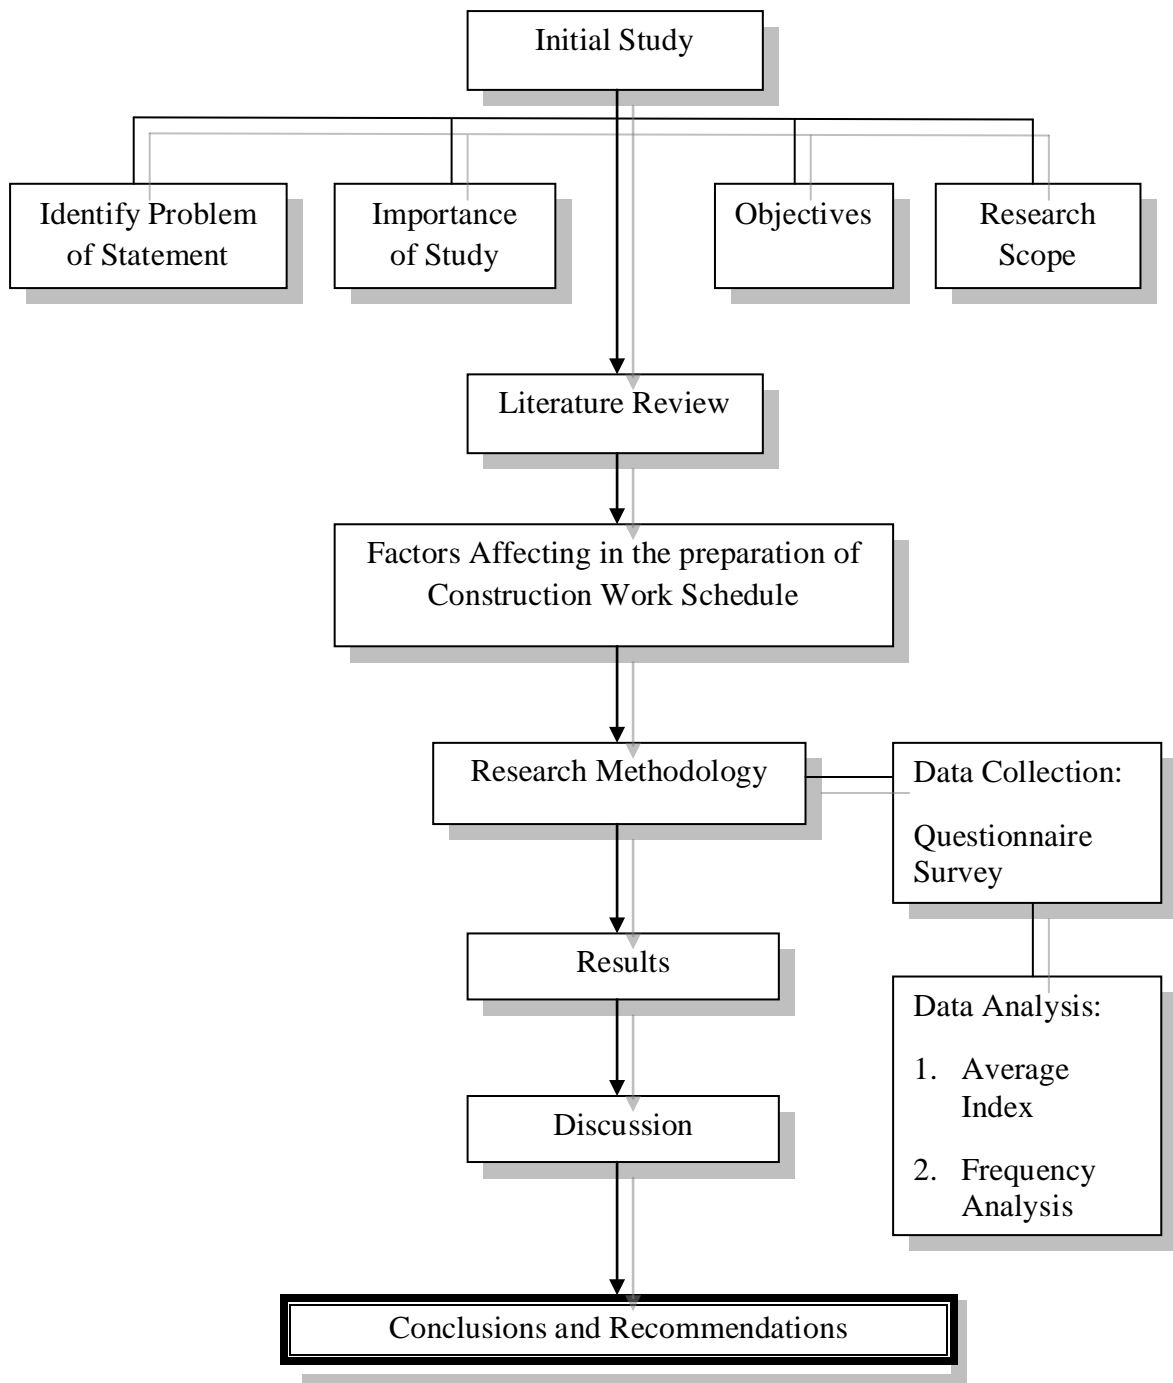 Initial Study
Identify Problem
of Statement
Importance
of Study
Objectives
Research
Scope
Literature Review
Factors Affecting in the preparation of
Construction Work Schedule
Research Methodology
Data Collection:
Questionnaire
Survey
Results
Data Analysis:
1. Average
Index
2. Frequency
Analysis
Discussion
Conclusions and Recommendations